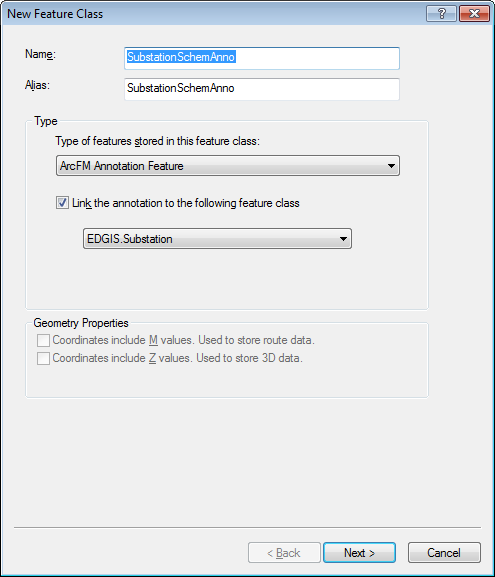 New Feature Class
Name:
SubstationSchemAnno
Alias:
SubstationSchemAnno
Type
Type of features stored in this feature class:
ArcFM Annotation Feature
Link the annotation to the following feature class
EDGIS.Substation
Geometry Properties
Coordinates include M values. Used to store route data.
Coordinates include Z values. Used to store 3D data.
< Back
Next >
Cancel